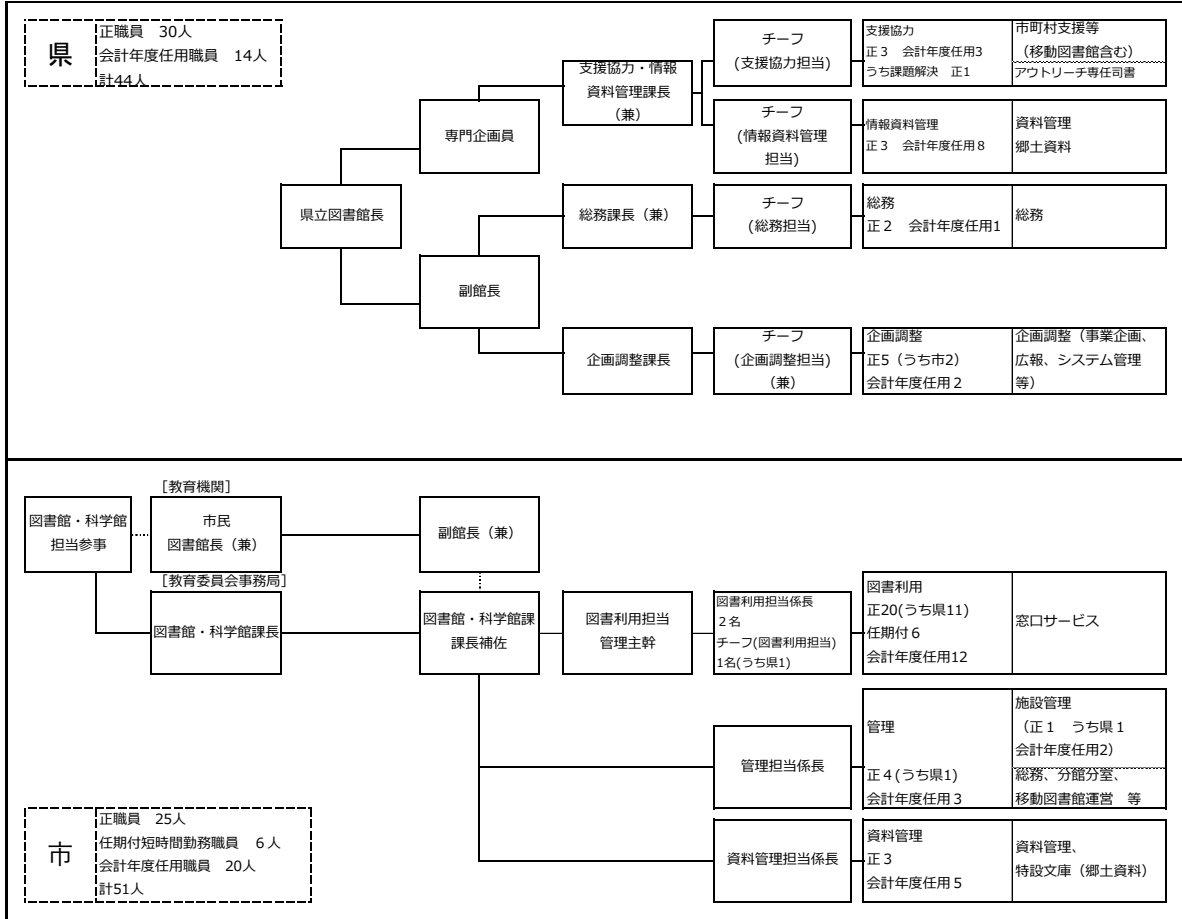 県
正職員　30人
会計年度任用職員　14人
計44人
県立図書館長
専門企画員
支援協力・情報
資料管理課長
（兼）
チーフ
(支援協力担当)
支援協力
正３　会計年度任用3
うち課題解決　正1
市町村支援等
（移動図書館含む）
アウトリーチ専任司書
チーフ
(情報資料管理
担当)
情報資料管理
正３　会計年度任用８
資料管理
郷土資料
副館長
総務課長（兼）
チーフ
(総務担当)
総務
正２　会計年度任用1
総務
企画調整課長
チーフ
(企画調整担当)
（兼）
企画調整
正5（うち市2）
会計年度任用２
企画調整（事業企画、
広報、システム管理
等）
図書館・科学館
担当参事
［教育機関］
市民
図書館長（兼）
副館長（兼）
［教育委員会事務局］
図書館・科学館課長
図書館・科学館課
課長補佐
図書利用担当
管理主幹
図書利用担当係長
２名
チーフ(図書利用担当)
1名(うち県1)
図書利用
正20(うち県11)
任期付６
会計年度任用12
窓口サービス
管理担当係長
管理
正４(うち県1)
会計年度任用３
施設管理
（正１　うち県１
会計年度任用2）
総務、分館分室、
移動図書館運営　等
資料管理担当係長
資料管理
正３
会計年度任用５
資料管理、
特設文庫（郷土資料）
市
正職員　25人
任期付短時間勤務職員　６人
会計年度任用職員　20人
計51人